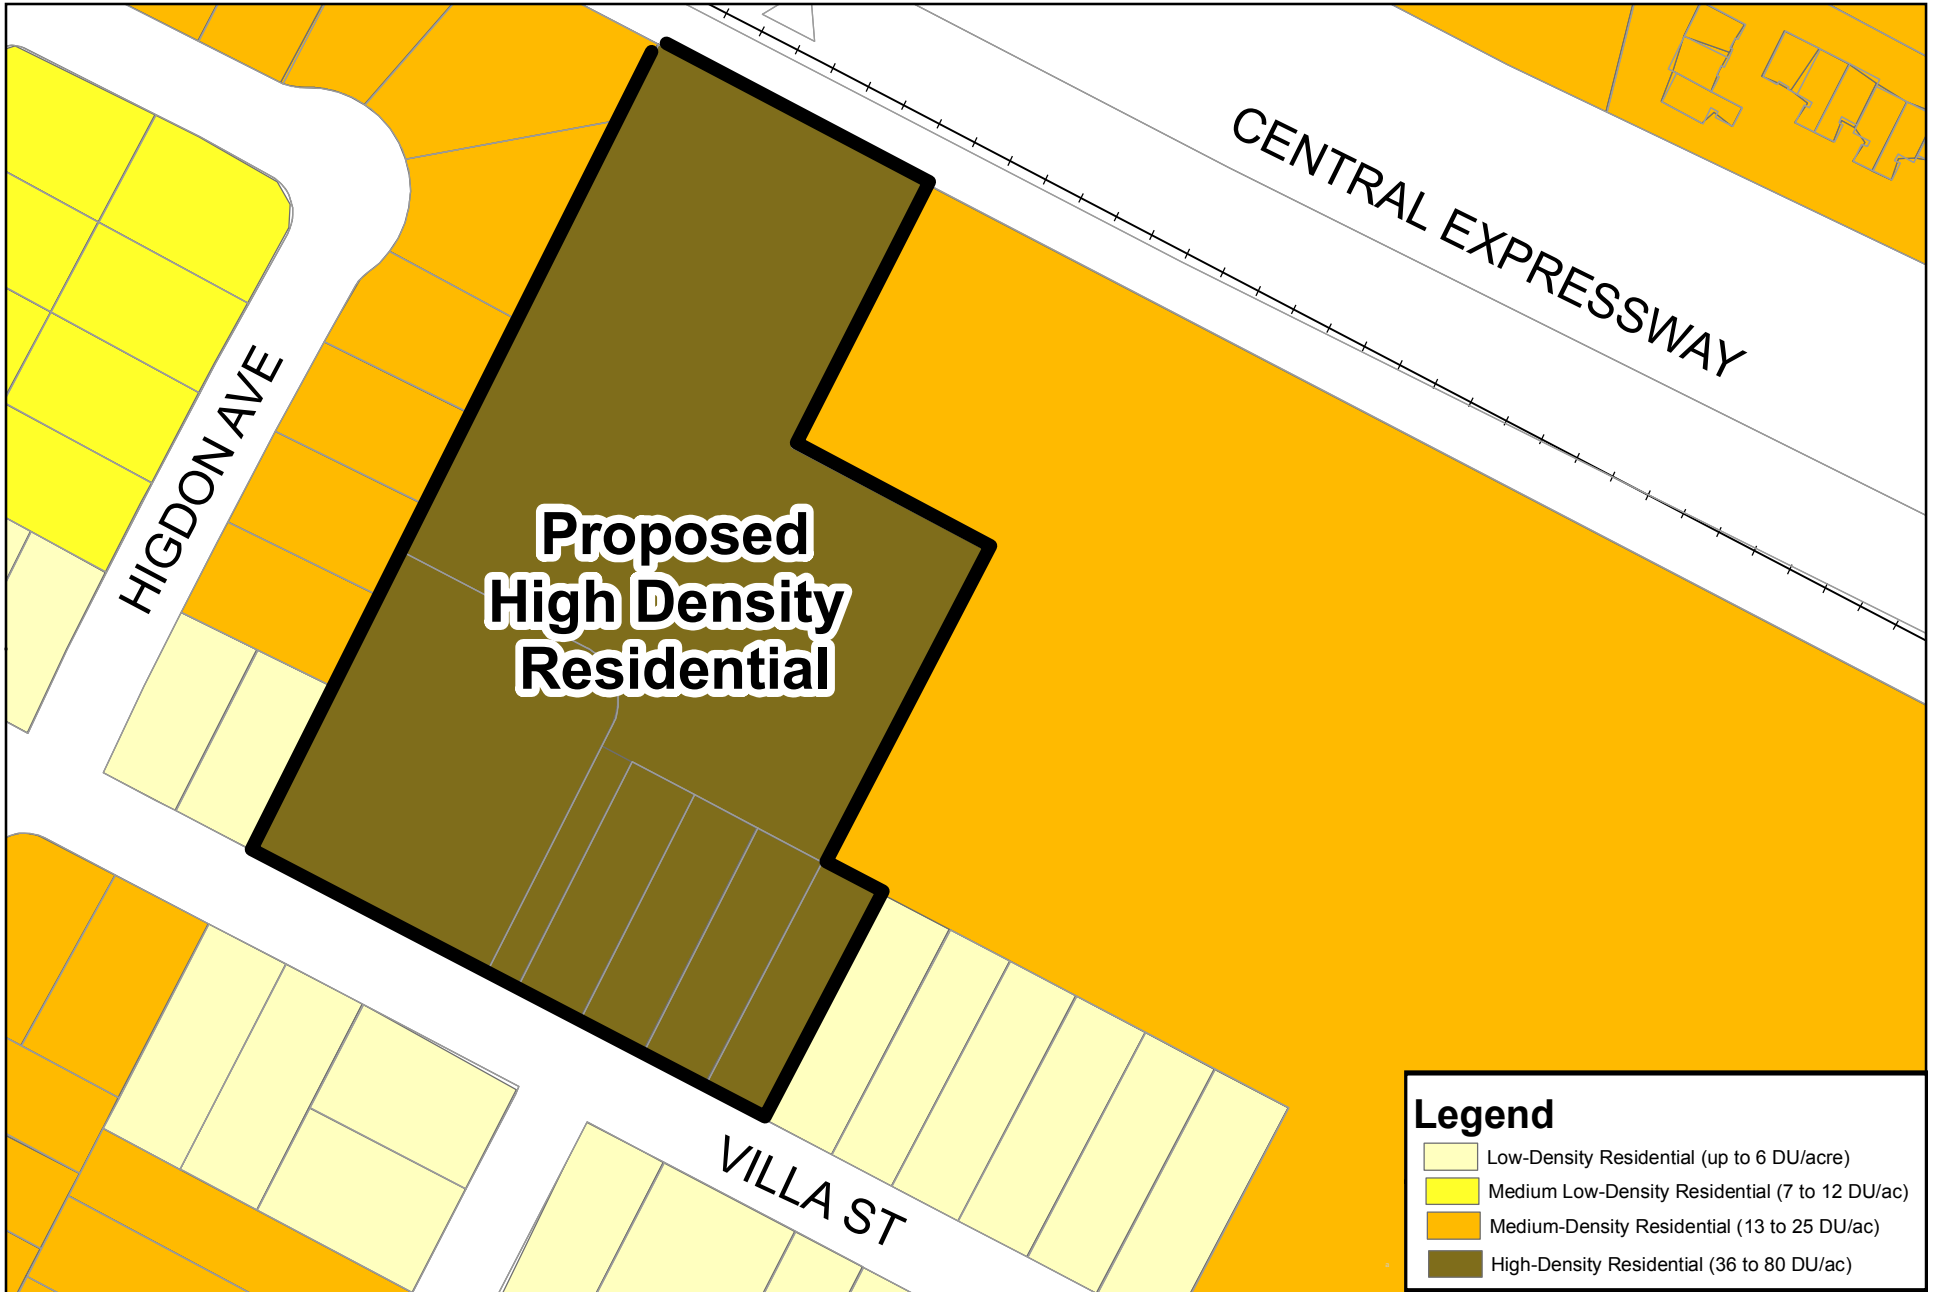 CENTRAL EXPRESSWAY
HIGDON AVE
Proposed
High Density
Residential
VILLA ST
Legend
Low-Density Residential (up to 6 DU/acre)
Medium Low-Density Residential (7 to 12 DU/ac)
Medium-Density Residential (13 to 25 DU/ac)
High-Density Residential (36 to 80 DU/ac)